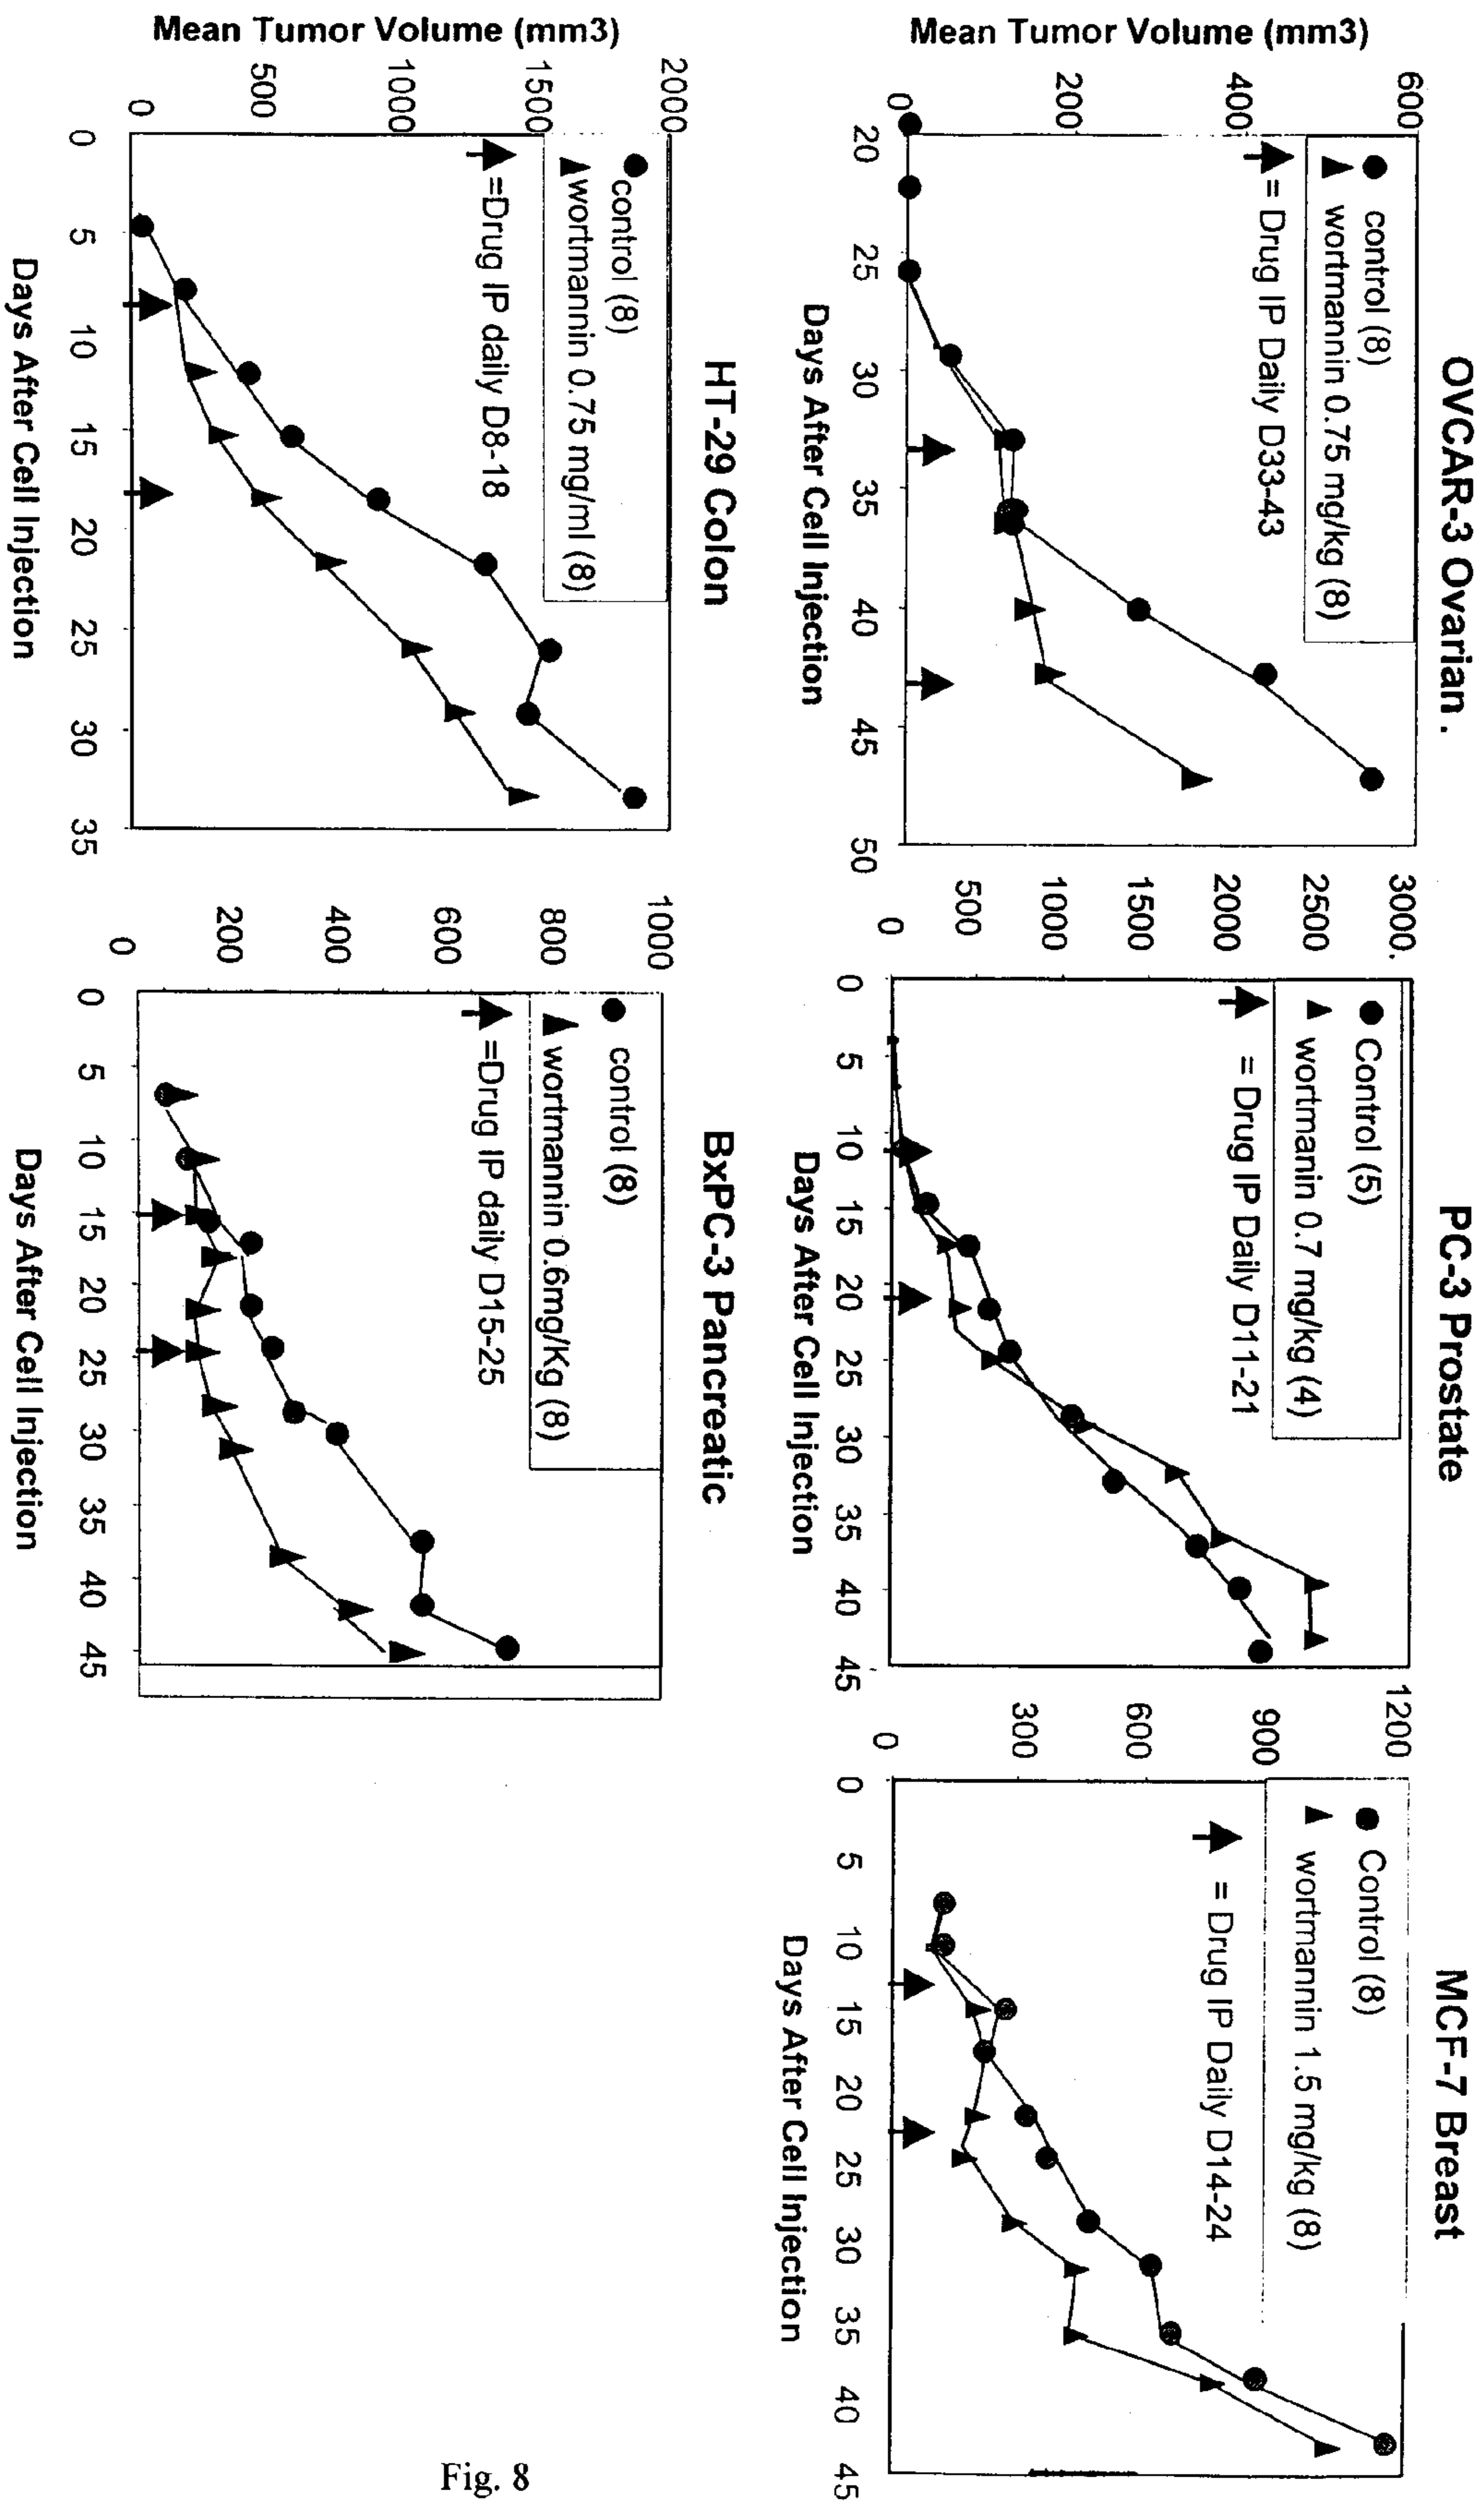 OVCAR-3 Ovarian .
Mean Tumor Volume (mm3)
600
400
200
0
● control (8)
▲ wortmannin 0.75 mg/kg (8)
= Drug IP Daily D33-43
20 25 30 35 40 45 50
Days After Cell Injection
PC-3 Prostate
3000.
2500
2000
1500
1000
500
0
● Control (5)
▲ wortmanin 0.7 mg/kg (4)
= Drug IP Daily D11-21
0 5 10 15 20 25 30 35 40 45
Days After Cell Injection
MCF-7 Breast
1200
900
600
300
0
● Control (8)
▲ wortmannin 1.5 mg/kg (8)
= Drug IP Daily D14-24
0 5 10 15 20 25 30 35 40 45
Days After Cell Injection
HT-29 Colon
Mean Tumor Volume (mm3)
2000
1500
1000
500
0
● control (8)
▲ wortmannin 0.75 mg/ml (8)
=Drug IP daily D8-18
0 5 10 15 20 25 30 35
Days After Cell Injection
BxPC-3 Pancreatic
1000
800
600
400
200
0
● control (8)
▲ wortmannin 0.6mg/Kg (8)
=Drug IP daily D15-25
0 5 10 15 20 25 30 35 40 45
Days After Cell Injection
Fig. 8